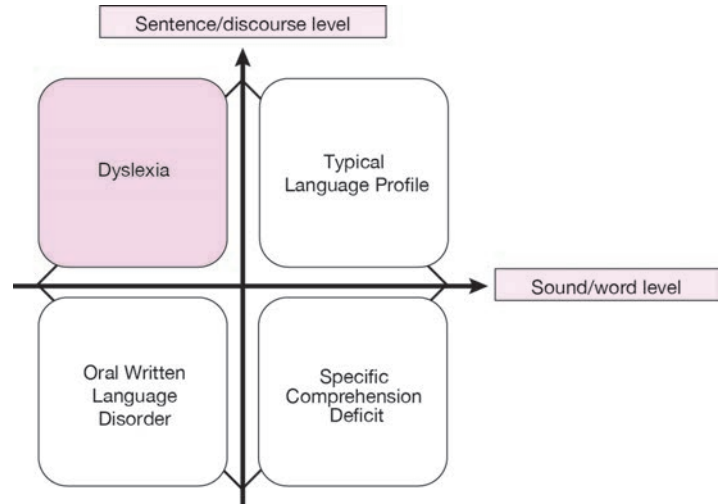 Sentence/discourse level
Dyslexia
Typical
Language Profile
Sound/word level
Oral Written
Language
Disorder
Specific
Comprehension
Deficit